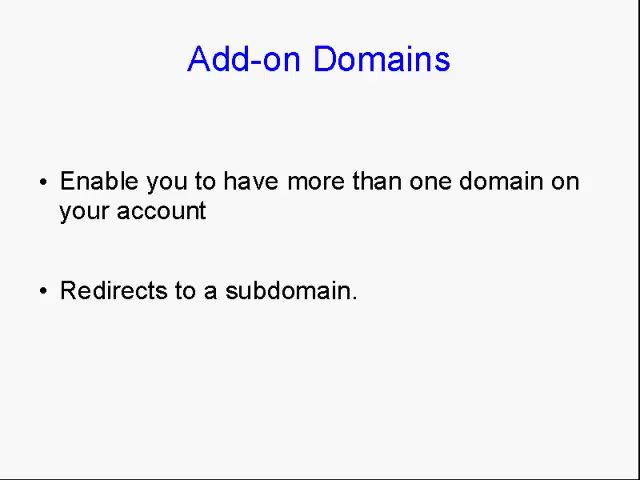 Add-on Domains
• Enable you to have more than one domain on
your account
• Redirects to a subdomain.